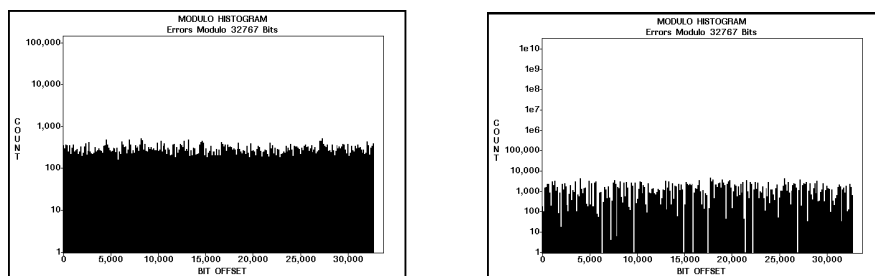 MODULO HISTOGRAM
Errors Modulo 32767 Bits
100,000
10,000
1,000
100
10
1
COUNT
0 5,000 10,000 15,000 20,000 25,000 30,000
BIT OFFSET
MODULO HISTOGRAM
Errors Modulo 32767 Bits
1e10
1e9
1e8
1e7
1e6
100,000
10,000
1,000
100
10
1
COUNT
0 5,000 10,000 15,000 20,000 25,000 30,000
BIT OFFSET